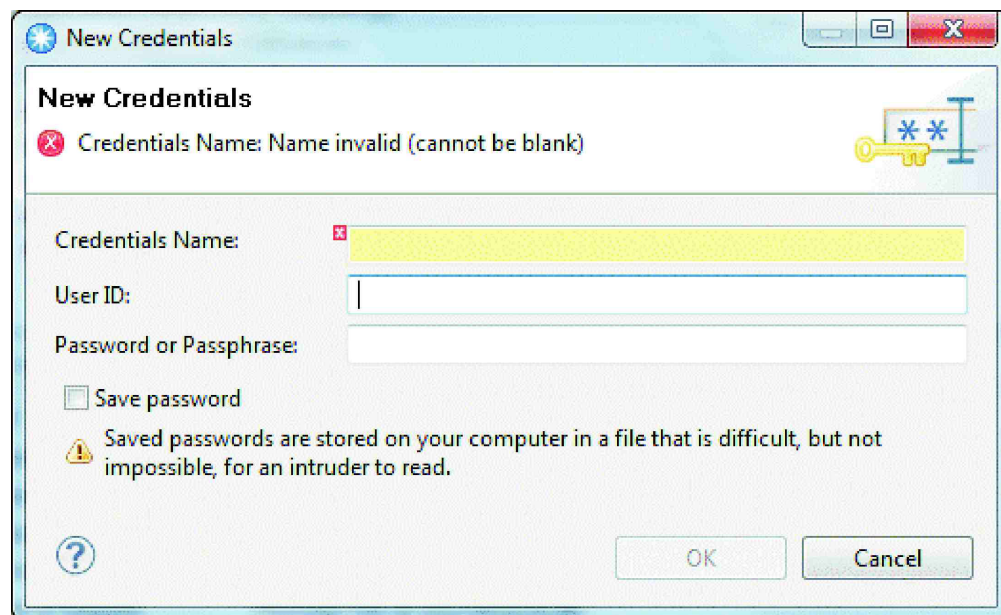 New Credentials
New Credentials
Credentials Name: Name invalid (cannot be blank)
Credentials Name:
User ID:
Password or Passphrase:
Save password
Saved passwords are stored on your computer in a file that is difficult, but not
impossible, for an intruder to read.
OK
Cancel